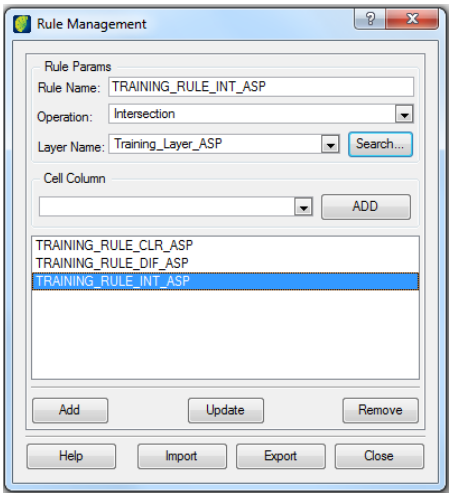 Rule Management
?
Rule Params
Rule Name: TRAINING_RULE_INT_ASP
Operation: Intersection
Layer Name: Training_Layer_ASP Search...
Cell Column
ADD
TRAINING_RULE_CLR_ASP
TRAINING_RULE_DIF_ASP
TRAINING_RULE_INT_ASP
Add Update Remove
Help Import Export Close